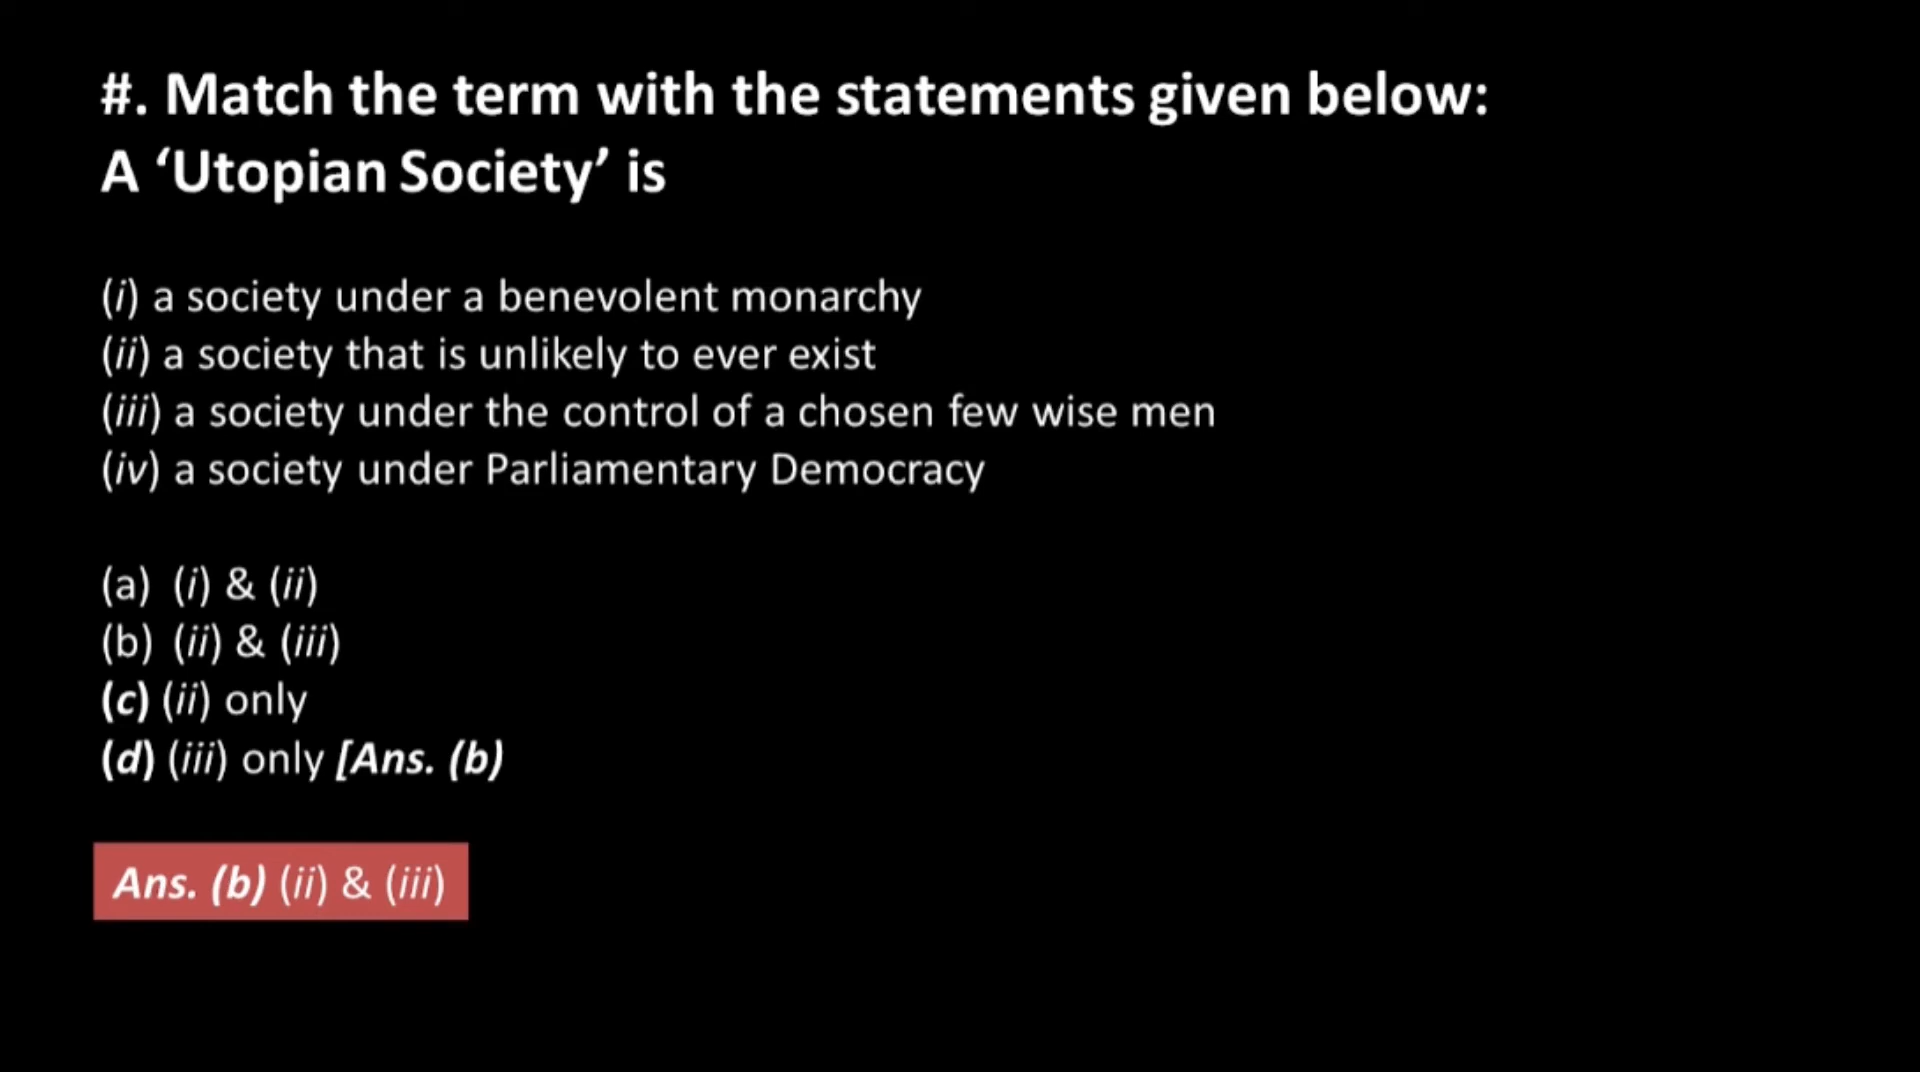 #. Match the term with the statements given below:
A ‘Utopian Society’ is
(i) a society under a benevolent monarchy
(ii) a society that is unlikely to ever exist
(iii) a society under the control of a chosen few wise men
(iv) a society under Parliamentary Democracy
(a) (i) & (ii)
(b) (ii) & (iii)
(c) (ii) only
(d) (iii) only [Ans. (b)
Ans. (b) (ii) & (iii)